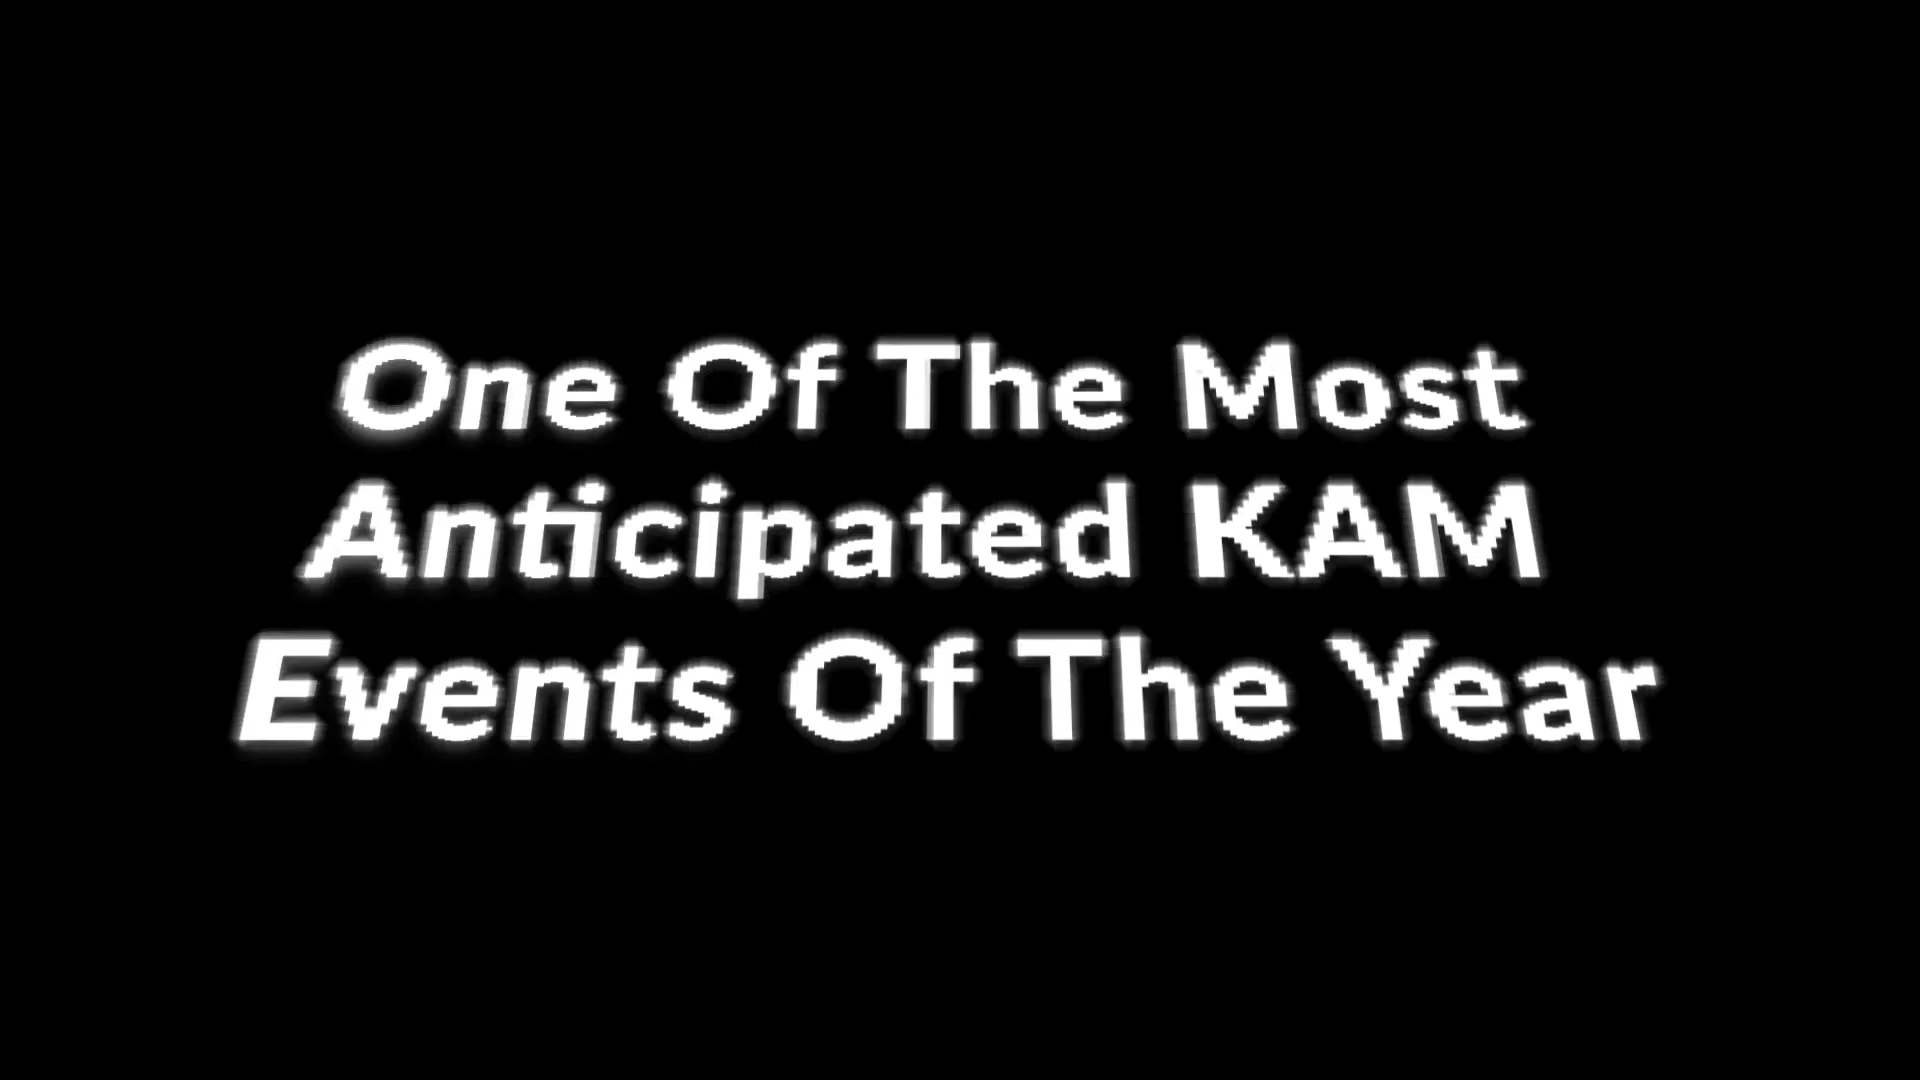 One Of The Most
Anticipated KAM
Events Of The Year